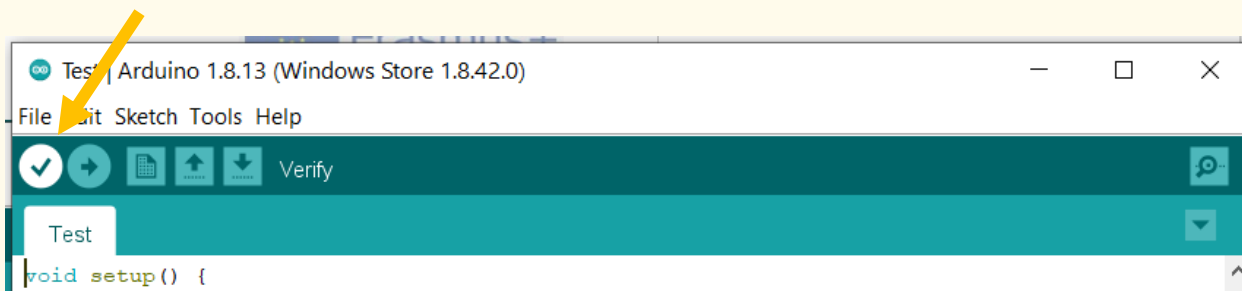 Test | Arduino 1.8.13 (Windows Store 1.8.42.0)
File Edit Sketch Tools Help
Verify
Test
void setup() {